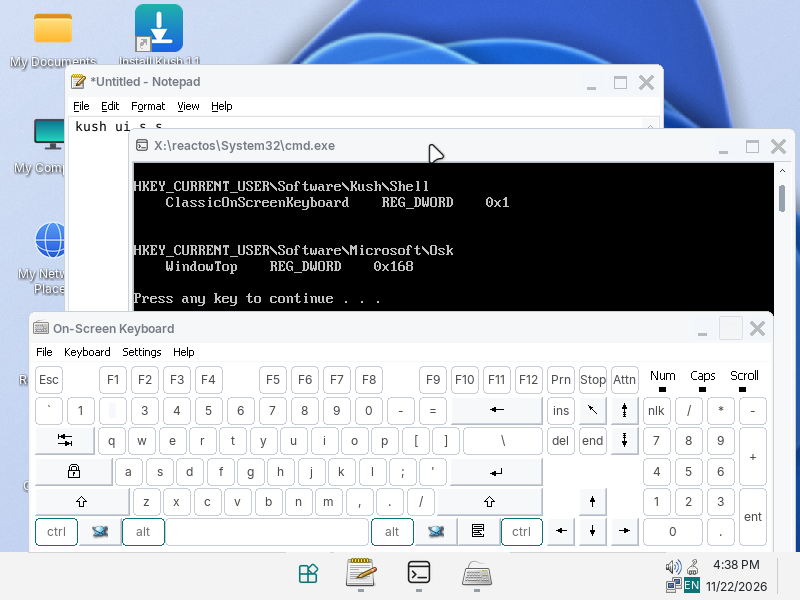 My Documents
Install Kush 1.1
*Untitled - Notepad
File Edit Format View Help
kush ui s s
My Com
X:\reactos\System32\cmd.exe
HKEY_CURRENT_USER\Software\Kush\Shell
ClassicOnScreenKeyboard REG_DWORD 0x1
HKEY_CURRENT_USER\Software\Microsoft\Osk
WindowTop REG_DWORD 0x168
Press any key to continue . . .
My Netw
Place
On-Screen Keyboard
File Keyboard Settings Help
Esc F1 F2 F3 F4 F5 F6 F7 F8 F9 F10 F11 F12 Prn Stop Attn Num Caps Scroll
` 1 3 4 5 6 7 8 9 0 - = ins nlk / * -
q w e r t y u i o p [ ] \ del end 7 8 9 +
a s d f g h j k l ; ' 4 5 6
z x c v b n m , . / 1 2 3 ent
ctrl alt alt ctrl 0 .
4:38 PM
EN 11/22/2026